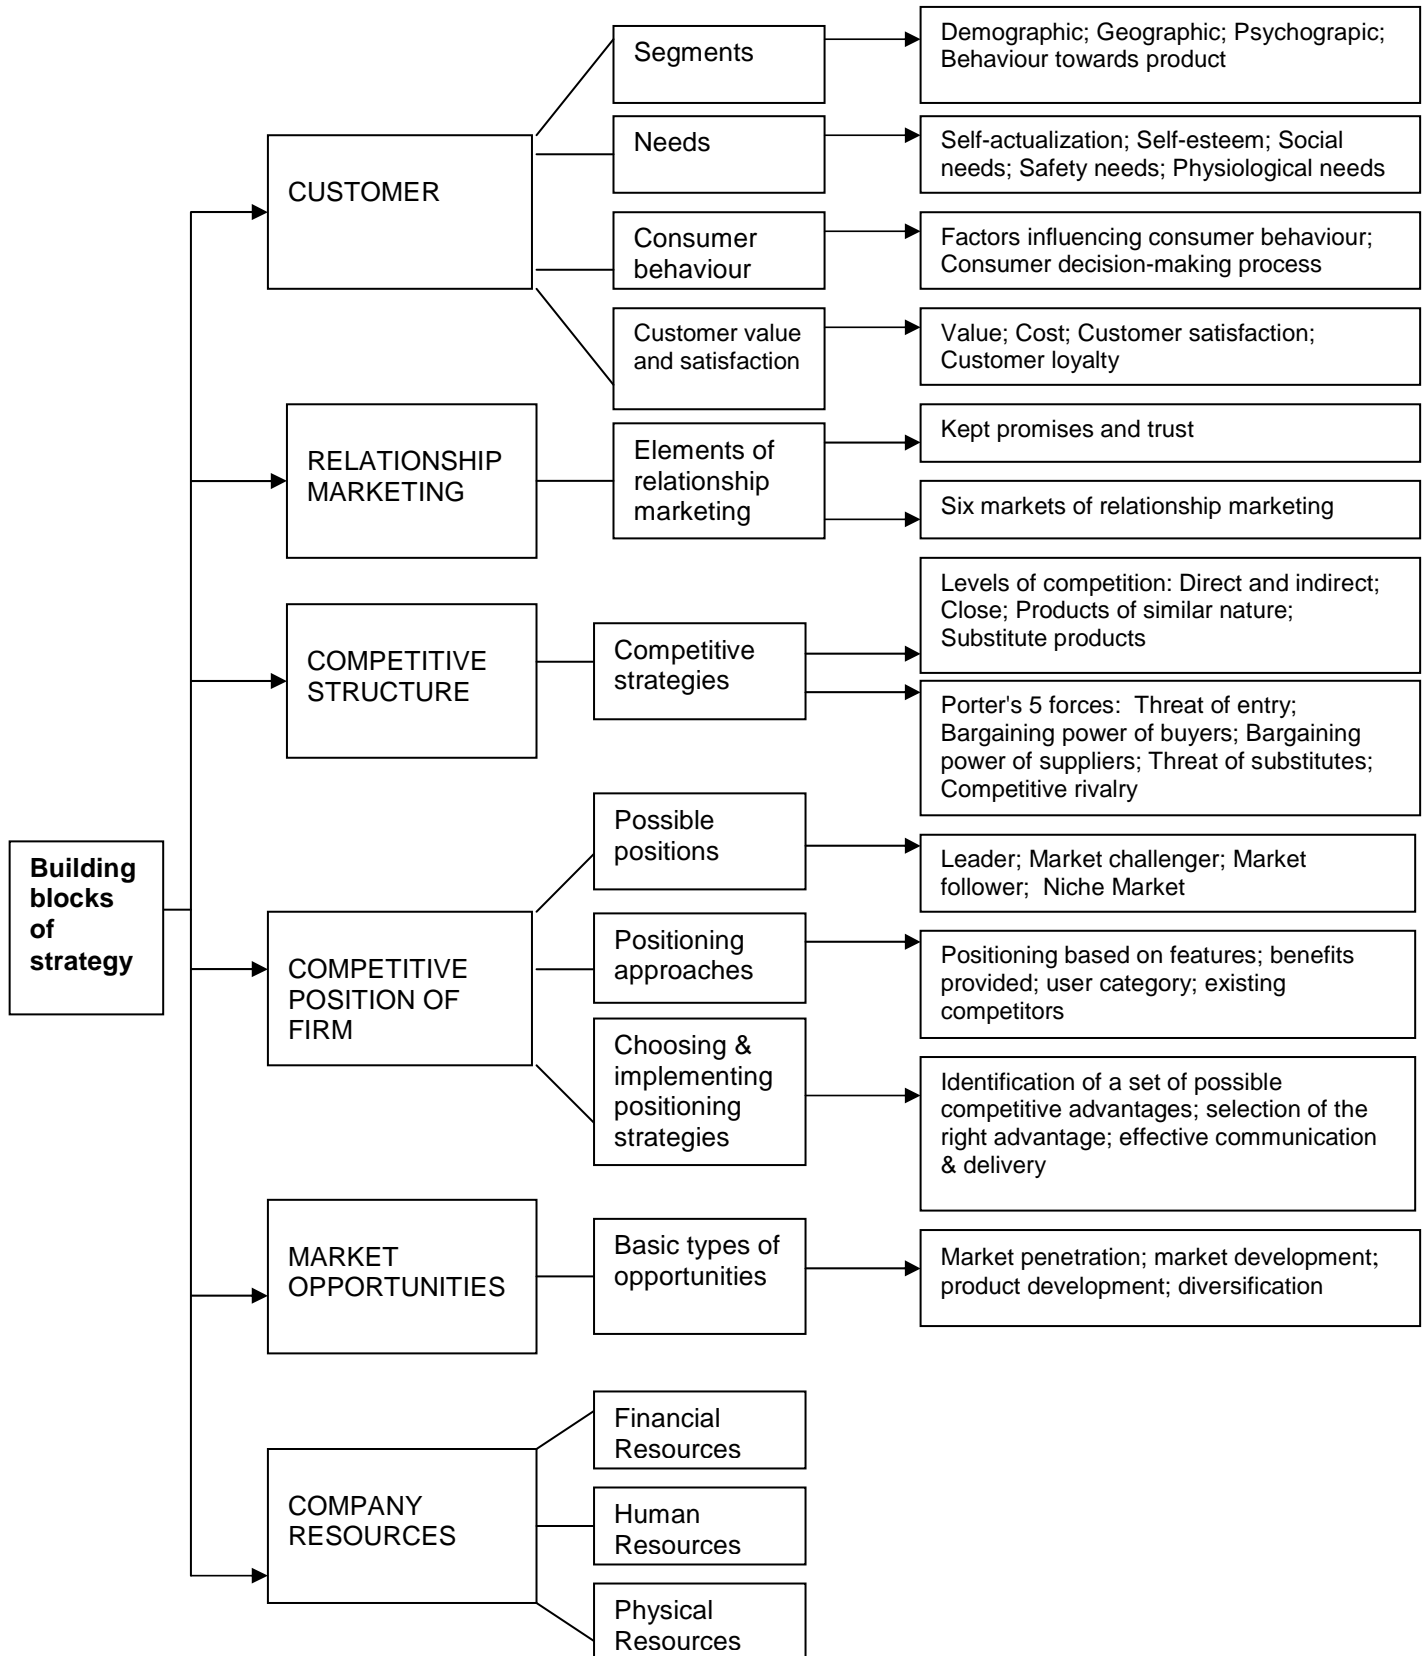 Building
blocks
of
strategy
CUSTOMER
Segments
Demographic; Geographic; Psychograpic;
Behaviour towards product
Needs
Self-actualization; Self-esteem; Social
needs; Safety needs; Physiological needs
Consumer
behaviour
Factors influencing consumer behaviour;
Consumer decision-making process
Customer value
and satisfaction
Value; Cost; Customer satisfaction;
Customer loyalty
RELATIONSHIP
MARKETING
Elements of
relationship
marketing
Kept promises and trust
Six markets of relationship marketing
COMPETITIVE
STRUCTURE
Competitive
strategies
Levels of competition: Direct and indirect;
Close; Products of similar nature;
Substitute products
Porter's 5 forces:  Threat of entry;
Bargaining power of buyers; Bargaining
power of suppliers; Threat of substitutes;
Competitive rivalry
COMPETITIVE
POSITION OF
FIRM
Possible
positions
Leader; Market challenger; Market
follower;  Niche Market
Positioning
approaches
Positioning based on features; benefits
provided; user category; existing
competitors
Choosing &
implementing
positioning
strategies
Identification of a set of possible
competitive advantages; selection of the
right advantage; effective communication
& delivery
MARKET
OPPORTUNITIES
Basic types of
opportunities
Market penetration; market development;
product development; diversification
COMPANY
RESOURCES
Financial
Resources
Human
Resources
Physical
Resources